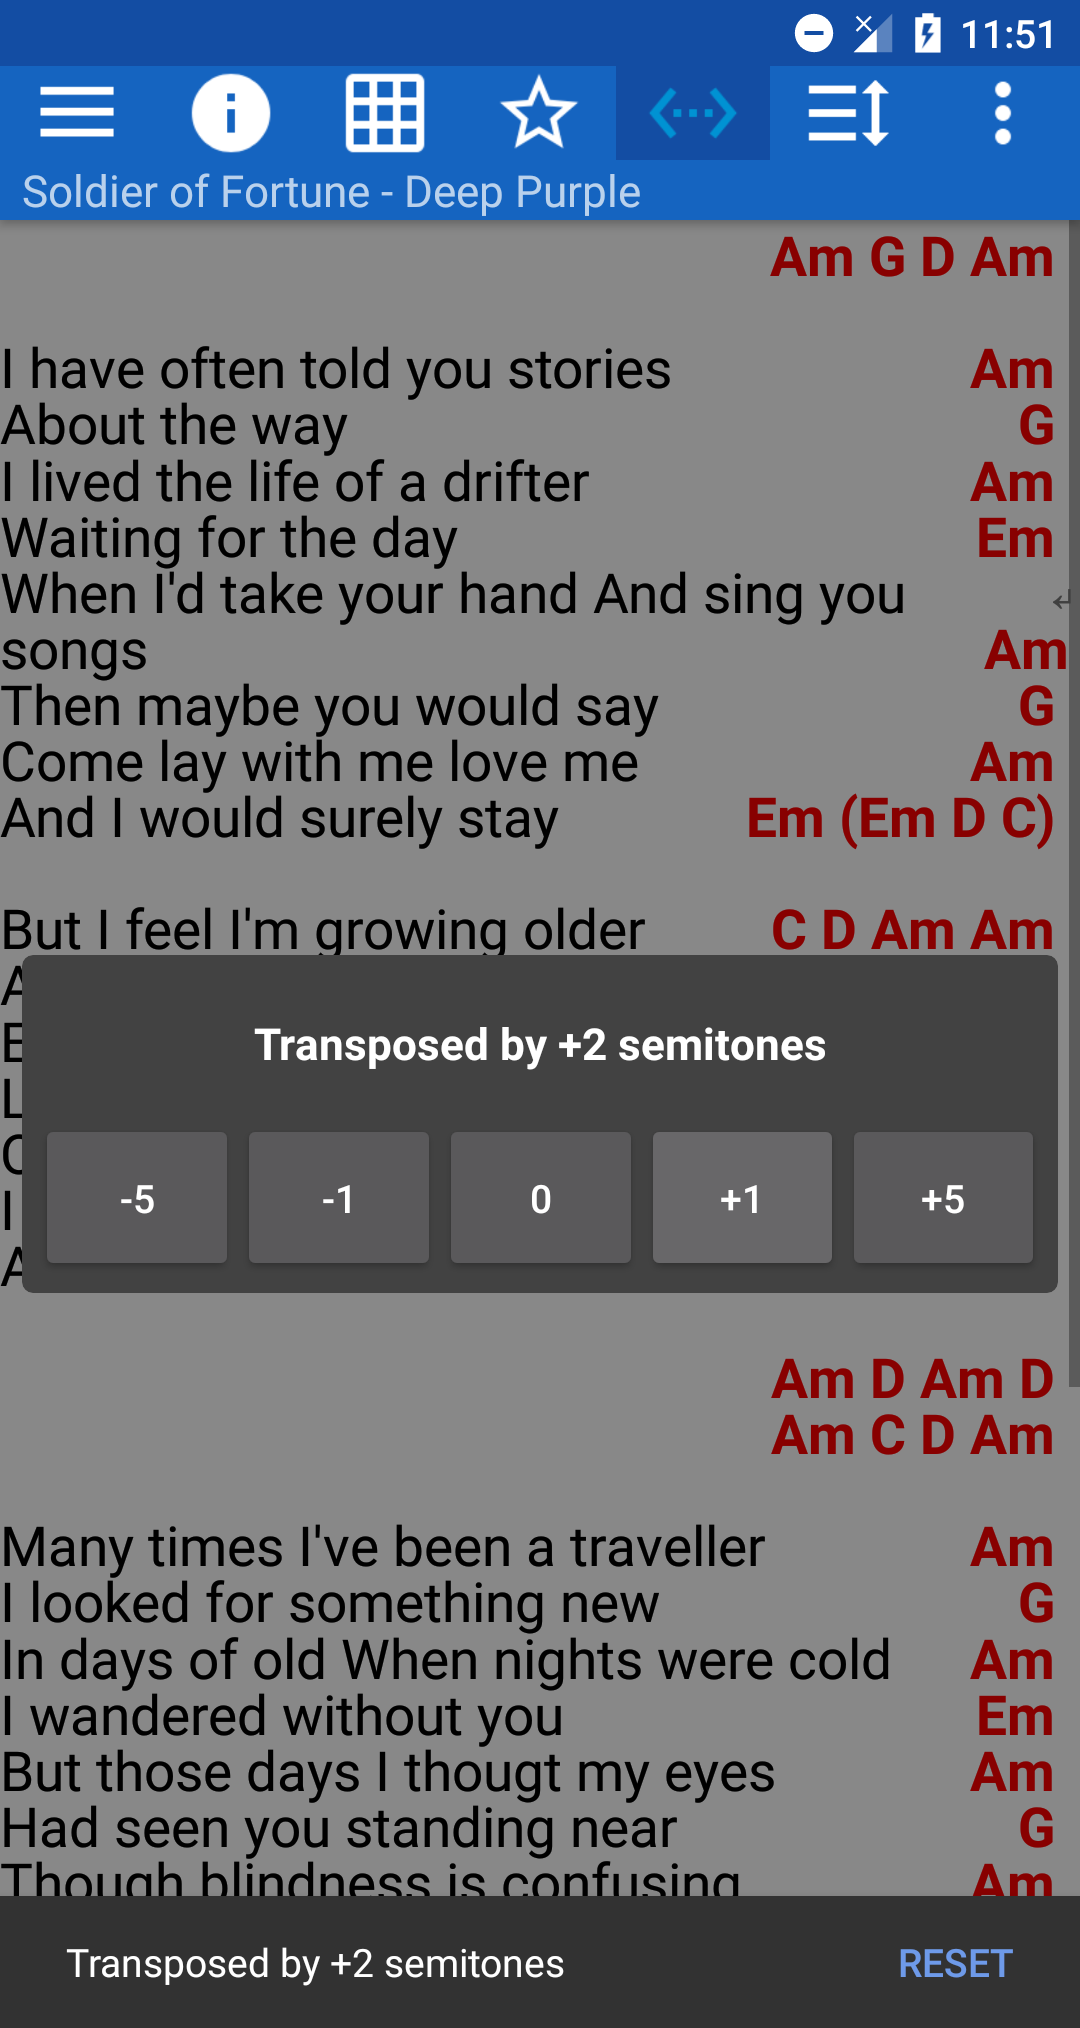 11:51
Soldier of Fortune - Deep Purple
Am G D Am
I have often told you stories Am
About the way G
I lived the life of a drifter Am
Waiting for the day Em
When I'd take your hand And sing you ↵
songs Am
Then maybe you would say G
Come lay with me love me Am
And I would surely stay Em (Em D C)
But I feel I'm growing older C D Am Am
Transposed by +2 semitones
-5 -1 0 +1 +5
Am D Am D
Am C D Am
Many times I've been a traveller Am
I looked for something new G
In days of old When nights were cold Am
I wandered without you Em
But those days I thougt my eyes Am
Had seen you standing near G
Though blindness is confusing Am
Transposed by +2 semitones RESET